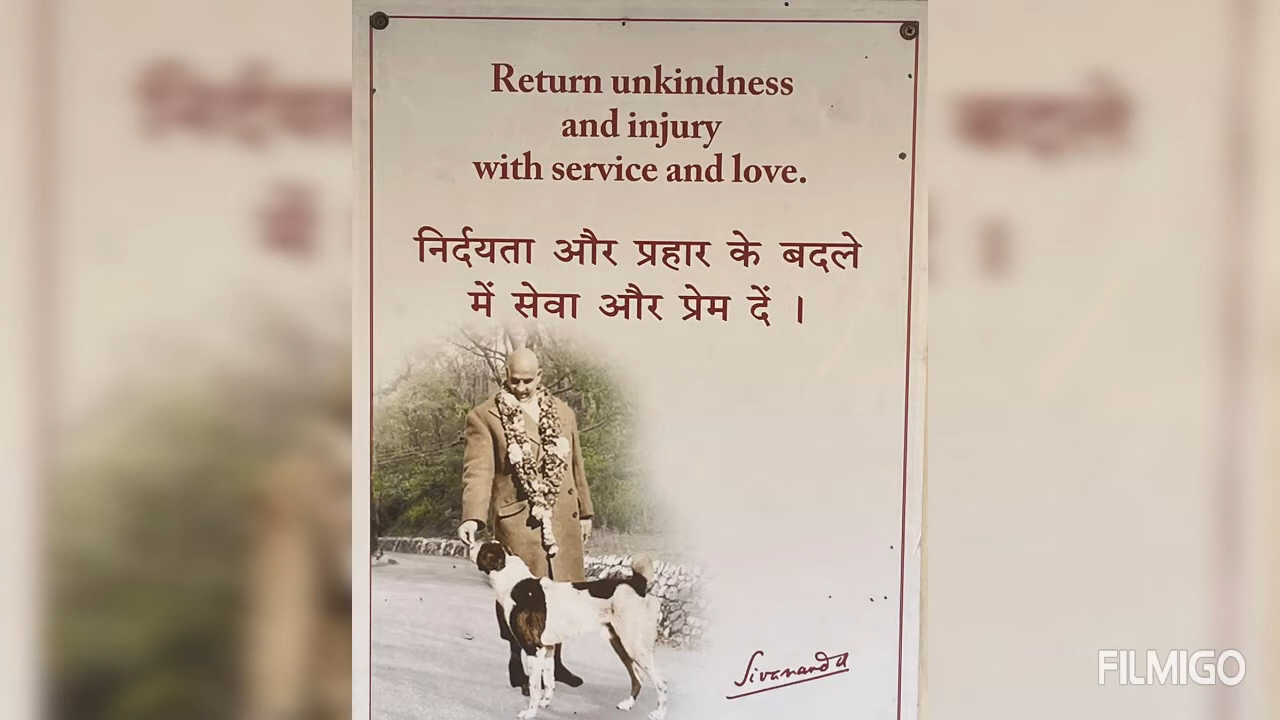 Return unkindness
and injury
with service and love.
निर्दयता और प्रहार के बदले
में सेवा और प्रेम दें ।
Sivananda
FILMIGO